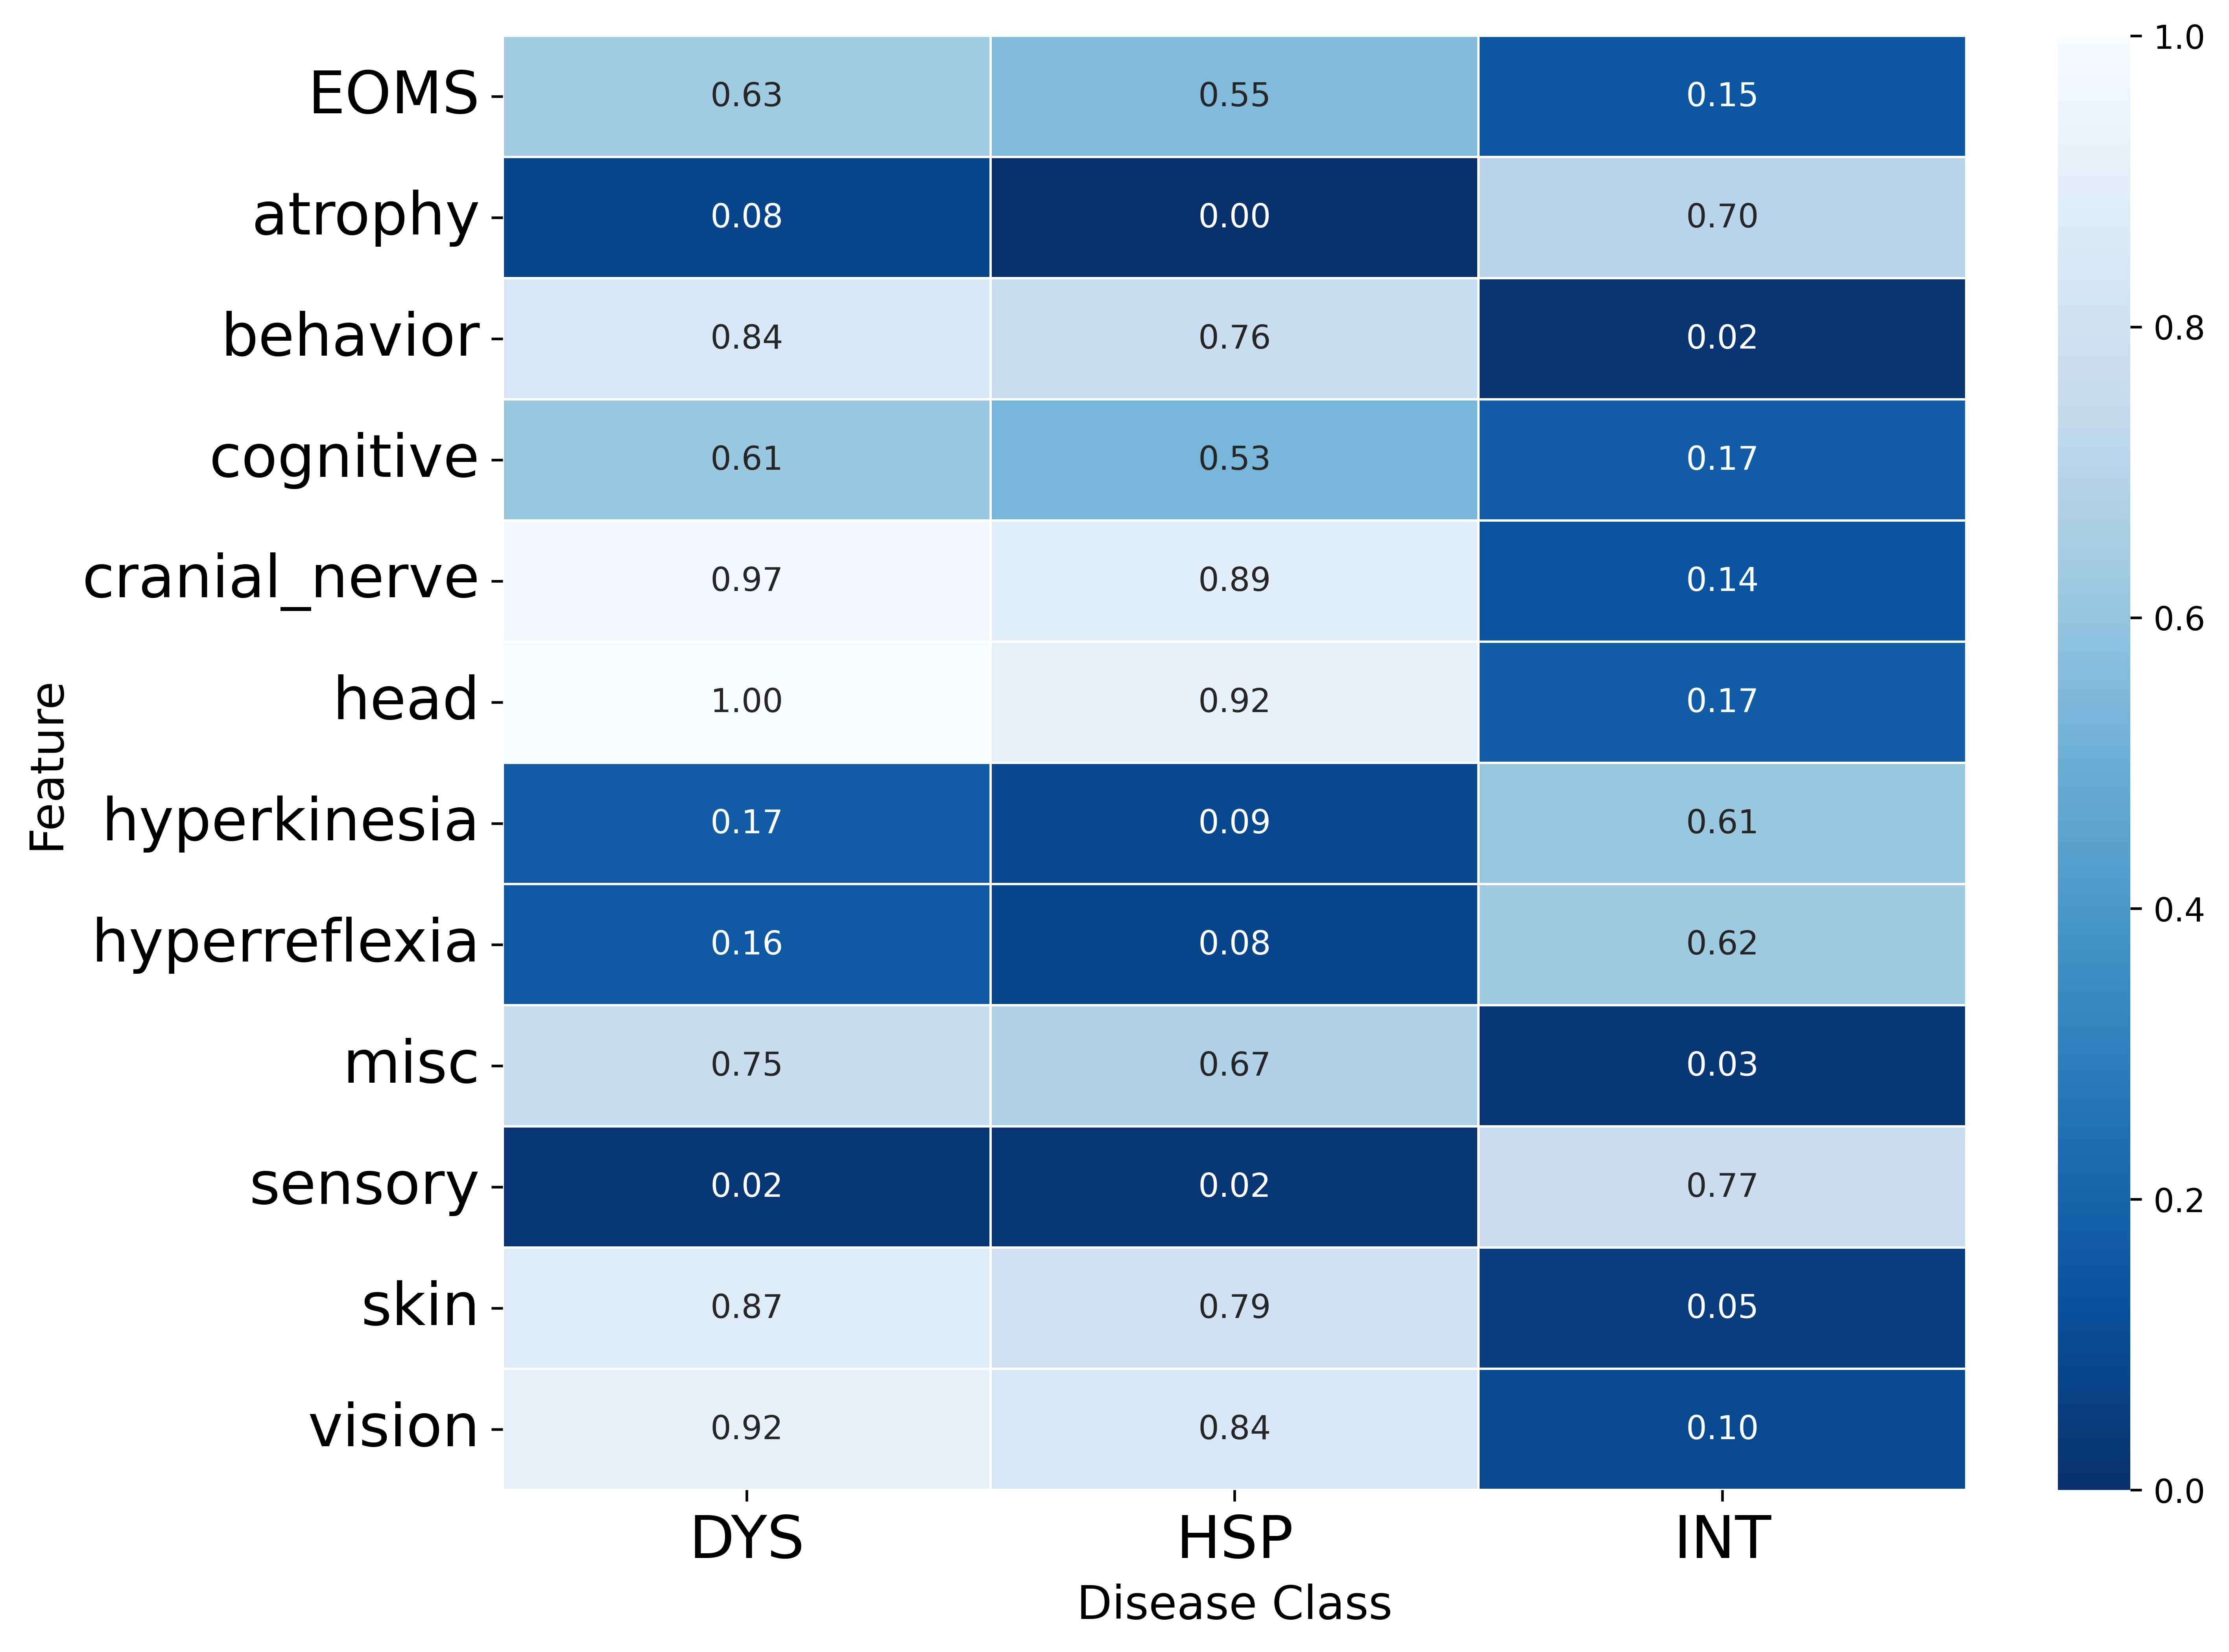 EOMS 0.63 0.55 0.15
atrophy 0.08 0.00 0.70
behavior 0.84 0.76 0.02
cognitive 0.61 0.53 0.17
cranial_nerve 0.97 0.89 0.14
head 1.00 0.92 0.17
hyperkinesia 0.17 0.09 0.61
hyperreflexia 0.16 0.08 0.62
misc 0.75 0.67 0.03
sensory 0.02 0.02 0.77
skin 0.87 0.79 0.05
vision 0.92 0.84 0.10
DYS HSP INT
Disease Class
Feature
1.0
0.8
0.6
0.4
0.2
0.0